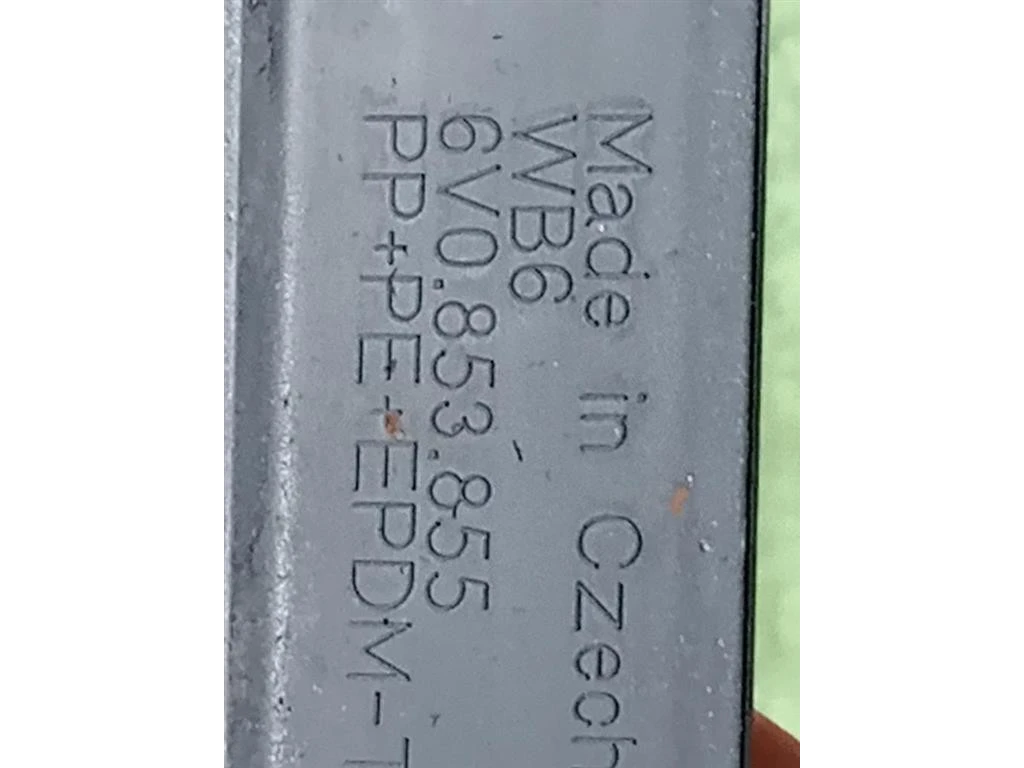 Made in Czech
WB6
6V0.853.855
PP+PE+EPDM-T